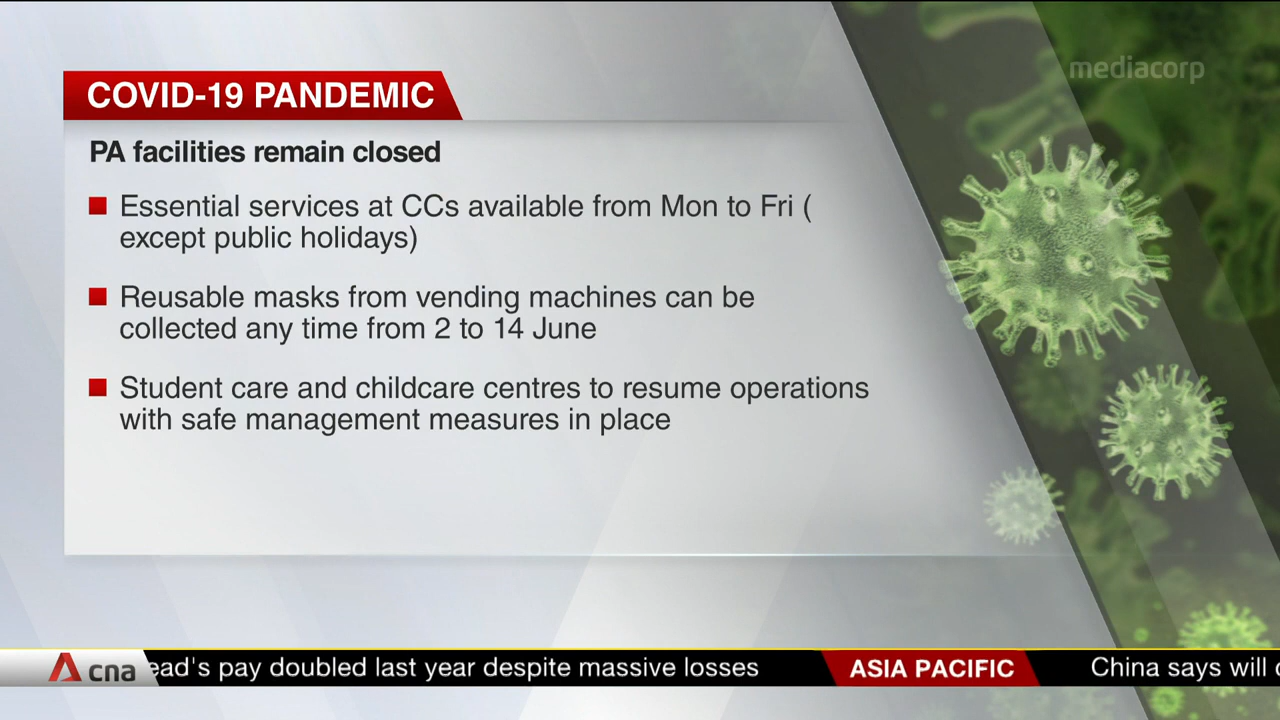 mediacorp
COVID-19 PANDEMIC
PA facilities remain closed
Essential services at CCs available from Mon to Fri (
except public holidays)
Reusable masks from vending machines can be
collected any time from 2 to 14 June
Student care and childcare centres to resume operations
with safe management measures in place
cna ead's pay doubled last year despite massive losses ASIA PACIFIC China says will